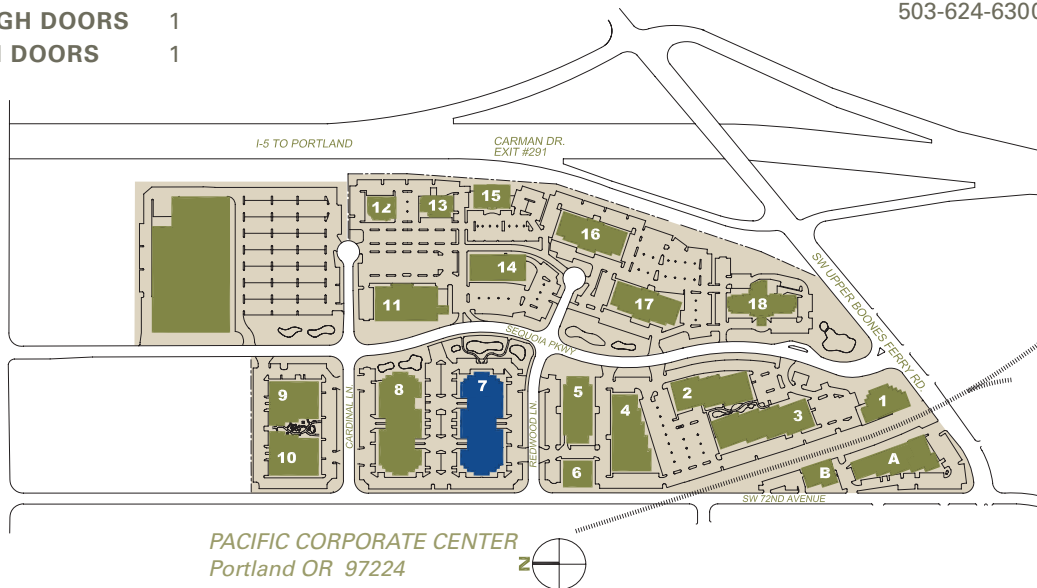 GH DOORS 1
DOORS 1
503-624-6300
I-5 TO PORTLAND
CARMAN DR.
EXIT #291
12
13
15
16
14
11
17
18
SW UPPER BOONES FERRY RD
SEQUOIA PKWY
9
10
CARDINAL LN.
8
7
REDWOOD LN.
5
6
4
2
3
1
B
A
SW 72ND AVENUE
PACIFIC CORPORATE CENTER
Portland OR 97224
N